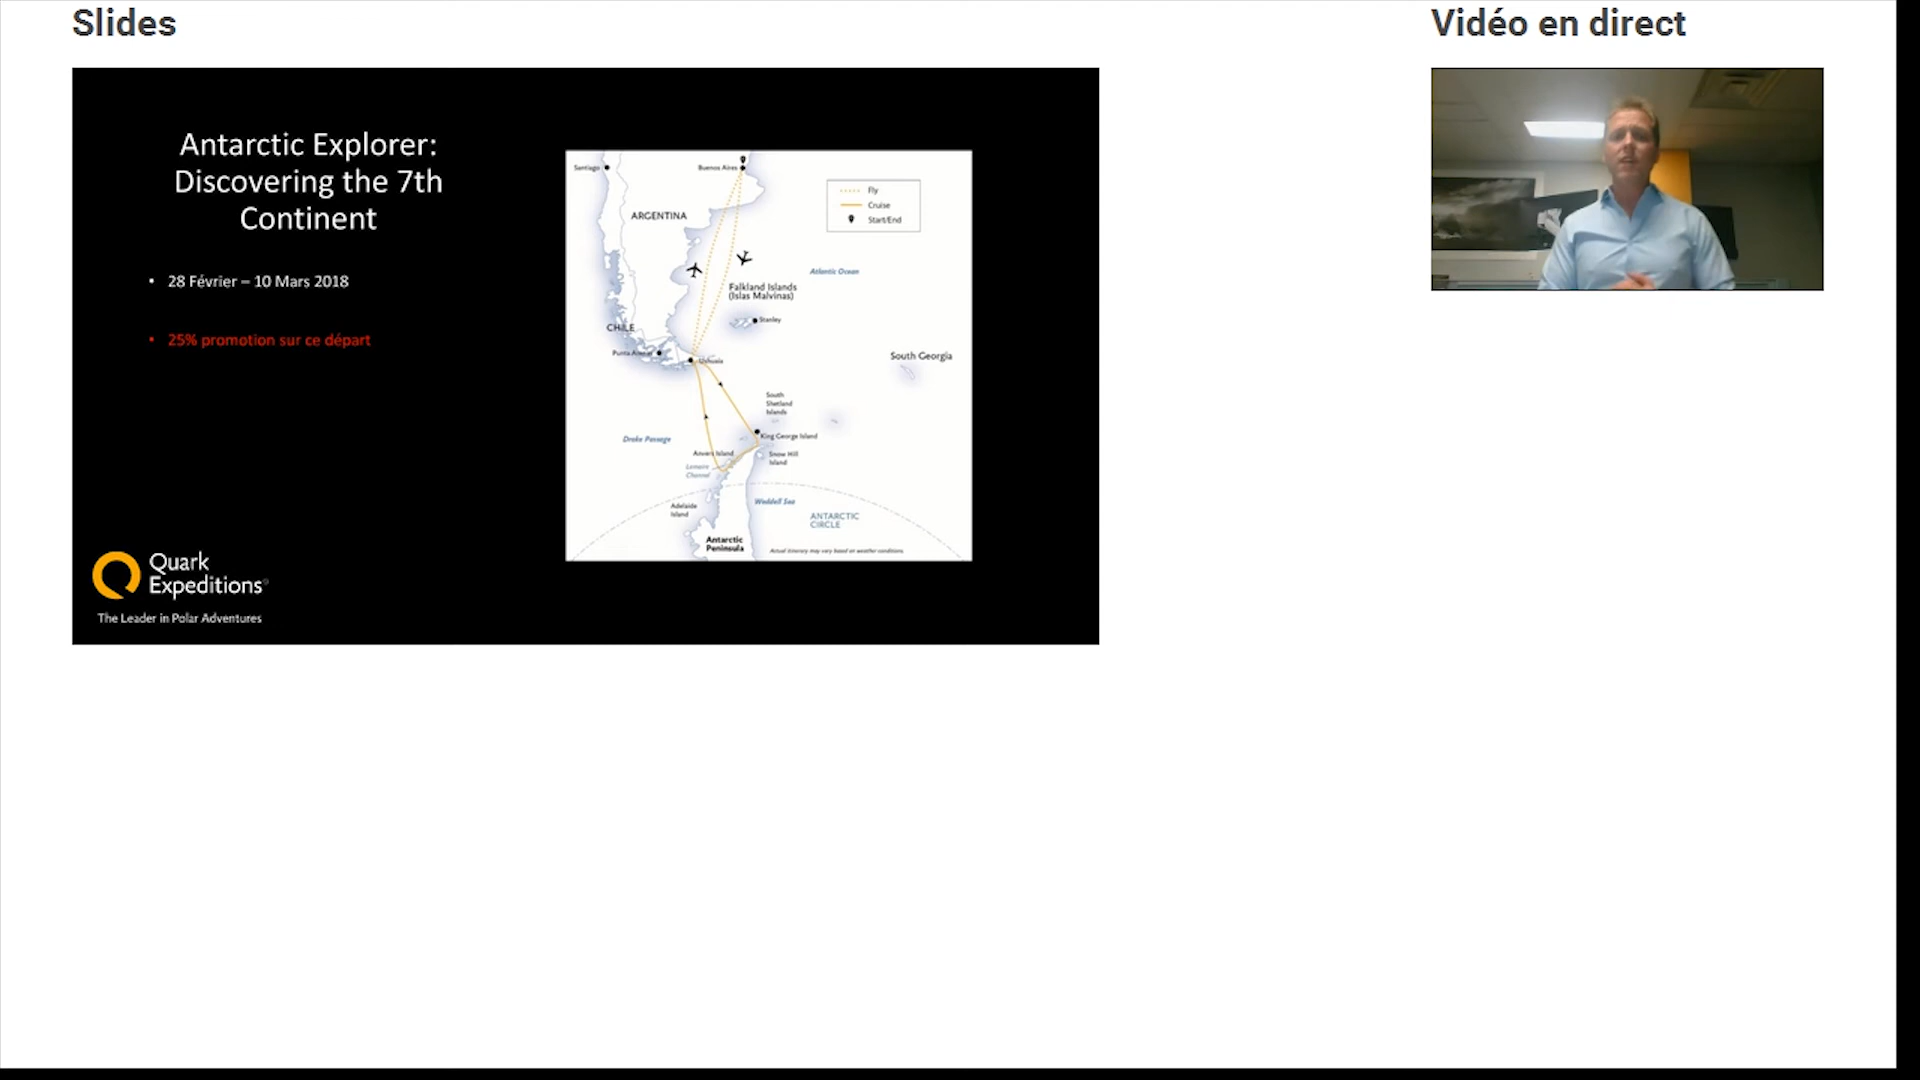 Slides
Vidéo en direct
Antarctic Explorer:
Discovering the 7th
Continent
• 28 Février – 10 Mars 2018
• 25% promotion sur ce départ
Quark
Expeditions
The Leader in Polar Adventures
Santiago
Buenos Aires
Fly
Cruise
Start/End
ARGENTINA
Atlantic Ocean
Falkland Islands
(Islas Malvinas)
Stanley
CHILE
Punta Arenas
Ushuaia
South Georgia
South
Shetland
Islands
Drake Passage
King George Island
Anvers Island
Snow Hill
Island
Lemaire
Channel
Weddell Sea
Adelaide
Island
ANTARCTIC
CIRCLE
Antarctic
Peninsula
Actual itinerary may vary based on weather conditions.